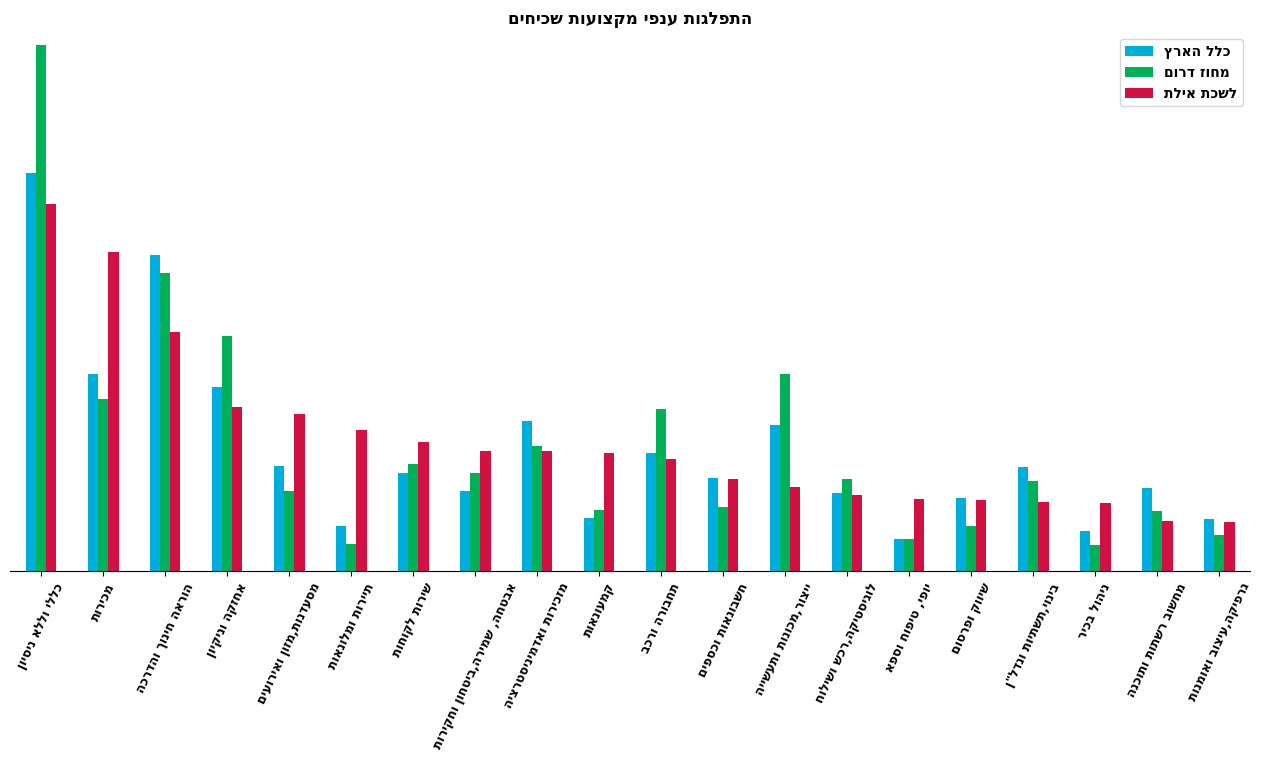 התפלגות ענפי מקצועות שכיחים
כלל הארץ
מחוז דרום
לשכת אילת
כללי וללא ניסיון
מכירות
הוראה חינוך והדרכה
אחזקה וניקיון
מסעדנות,מזון ואירועים
תיירות ומלונאות
שירות לקוחות
אבטחה, שמירה,ביטחון וחקירות
מזכירות ואדמיניסטרציה
קמעונאות
תחבורה ורכב
חשבונאות וכספים
ייצור,מכונות ותעשייה
לוגיסטיקה,רכש ושילוח
יופי, טיפוח וספא
שיווק ופרסום
בינוי,תשתיות ונדל"ן
ניהול בכיר
מחשוב רשתות ותוכנה
גרפיקה,עיצוב ואומנות